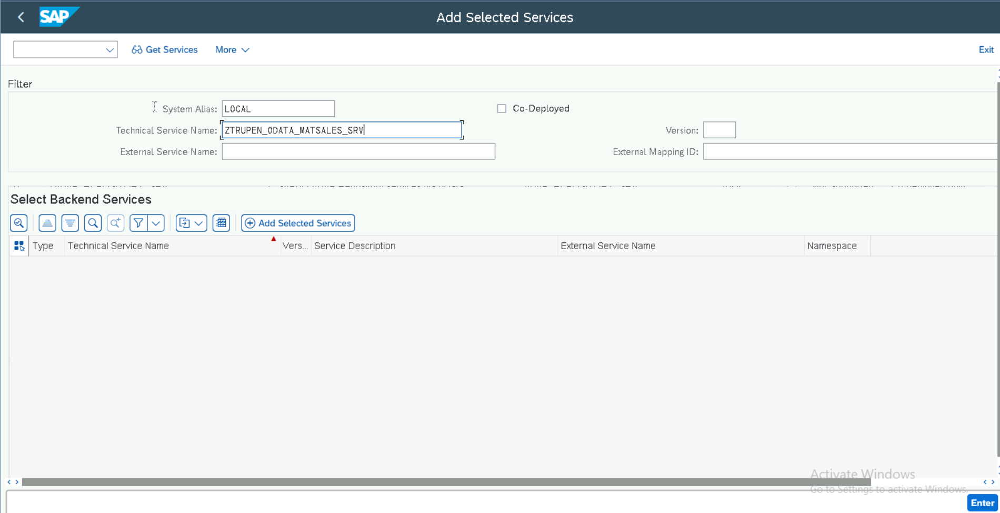 SAP
Add Selected Services
Get Services More Exit
Filter
System Alias: LOCAL Co-Deployed
Technical Service Name: ZTRUPEN_ODATA_MATSALES_SRV Version:
External Service Name: External Mapping ID:
Select Backend Services
Add Selected Services
Type Technical Service Name Vers... Service Description External Service Name Namespace
Activate Windows
Go to Settings to activate Windows.
Enter